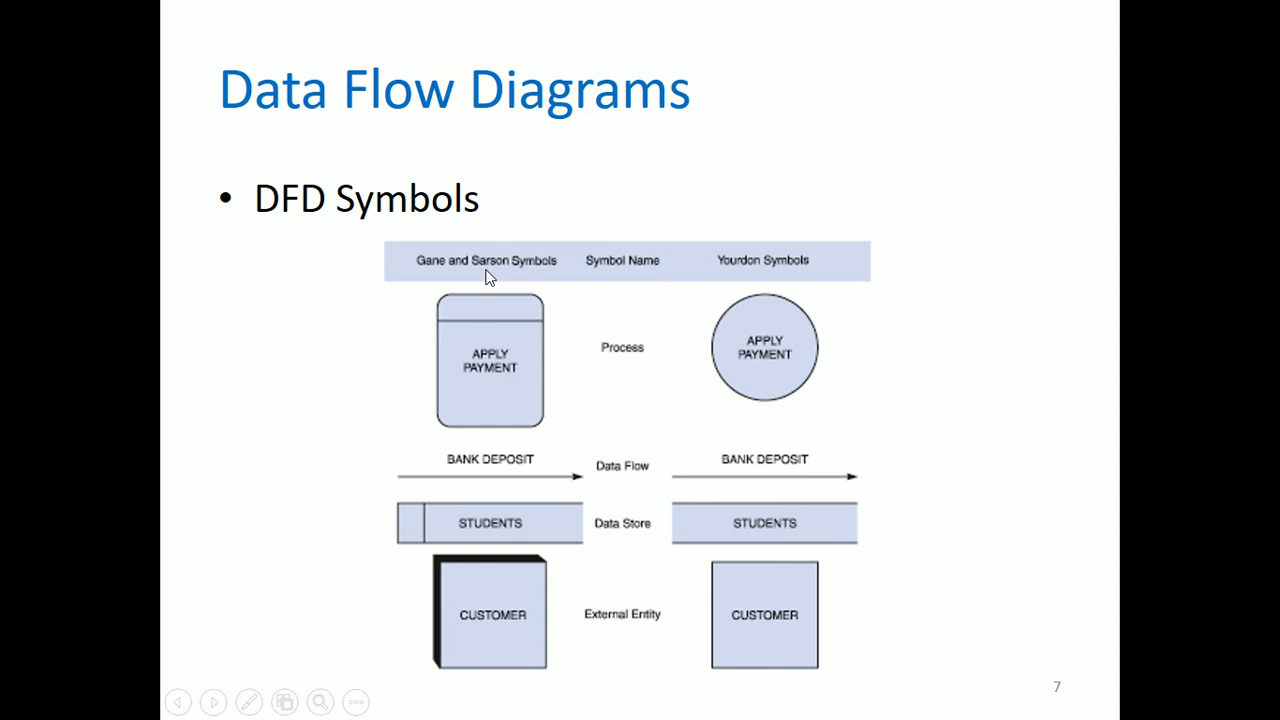 Data Flow Diagrams
• DFD Symbols
Gane and Sarson Symbols Symbol Name Yourdon Symbols
APPLY
PAYMENT
Process
APPLY
PAYMENT
BANK DEPOSIT Data Flow BANK DEPOSIT
STUDENTS Data Store STUDENTS
CUSTOMER External Entity CUSTOMER
7